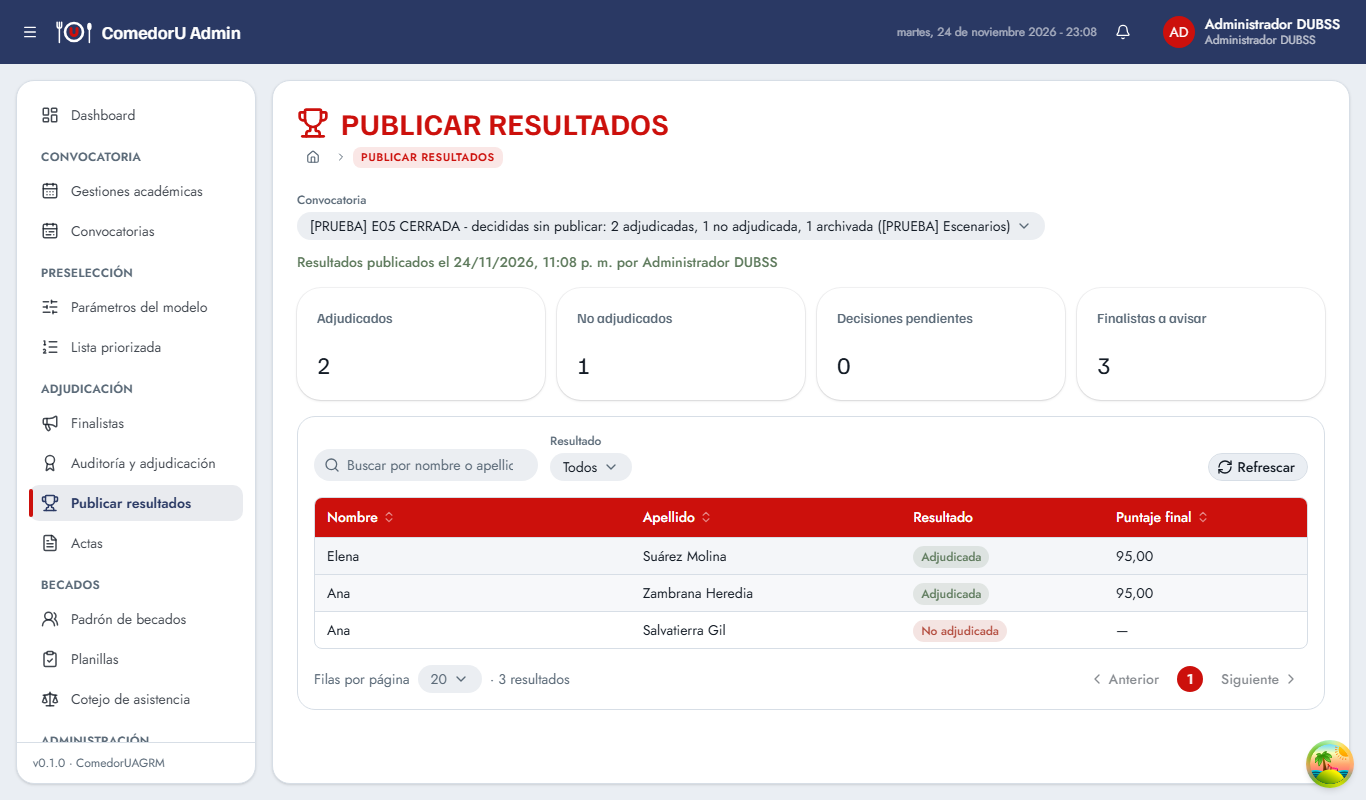 ComedorU Admin
martes, 24 de noviembre 2026 - 23:08
AD
Administrador DUBSS
Administrador DUBSS
Dashboard
CONVOCATORIA
Gestiones académicas
Convocatorias
PRESELECCIÓN
Parámetros del modelo
Lista priorizada
ADJUDICACIÓN
Finalistas
Auditoría y adjudicación
Publicar resultados
Actas
BECADOS
Padrón de becados
Planillas
Cotejo de asistencia
ADMINISTRACIÓN
v0.1.0 · ComedorUAGRM
PUBLICAR RESULTADOS
PUBLICAR RESULTADOS
Convocatoria
[PRUEBA] E05 CERRADA - decididas sin publicar: 2 adjudicadas, 1 no adjudicada, 1 archivada ([PRUEBA] Escenarios)
Resultados publicados el 24/11/2026, 11:08 p. m. por Administrador DUBSS
Adjudicados
2
No adjudicados
1
Decisiones pendientes
0
Finalistas a avisar
3
Buscar por nombre o apellic
Resultado
Todos
Refrescar
Nombre Apellido Resultado Puntaje final
Elena Suárez Molina Adjudicada 95,00
Ana Zambrana Heredia Adjudicada 95,00
Ana Salvatierra Gil No adjudicada —
Filas por página 20 · 3 resultados
Anterior 1 Siguiente